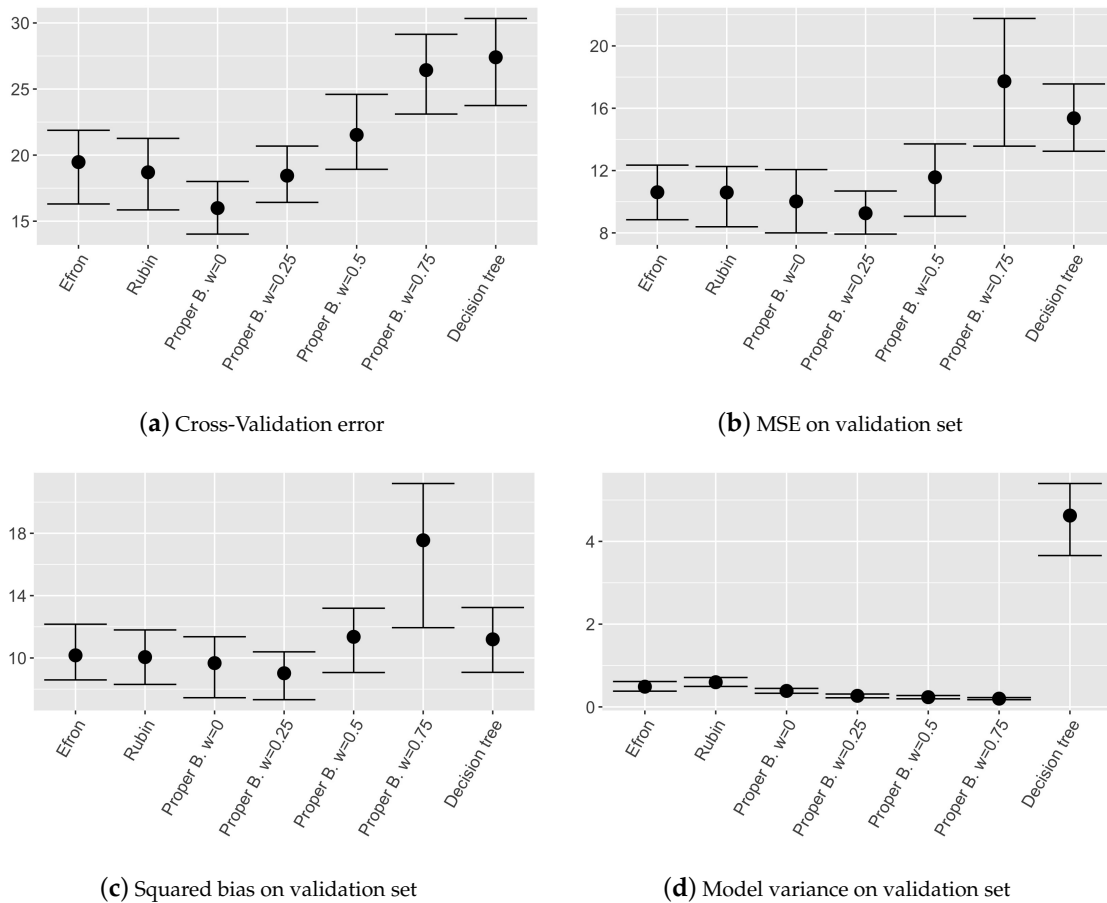 30
25
20
15
Efron
Rubin
Proper B. w=0
Proper B. w=0.25
Proper B. w=0.5
Proper B. w=0.75
Decision tree
(a) Cross-Validation error
20
16
12
8
Efron
Rubin
Proper B. w=0
Proper B. w=0.25
Proper B. w=0.5
Proper B. w=0.75
Decision tree
(b) MSE on validation set
18
14
10
Efron
Rubin
Proper B. w=0
Proper B. w=0.25
Proper B. w=0.5
Proper B. w=0.75
Decision tree
(c) Squared bias on validation set
4
2
0
Efron
Rubin
Proper B. w=0
Proper B. w=0.25
Proper B. w=0.5
Proper B. w=0.75
Decision tree
(d) Model variance on validation set